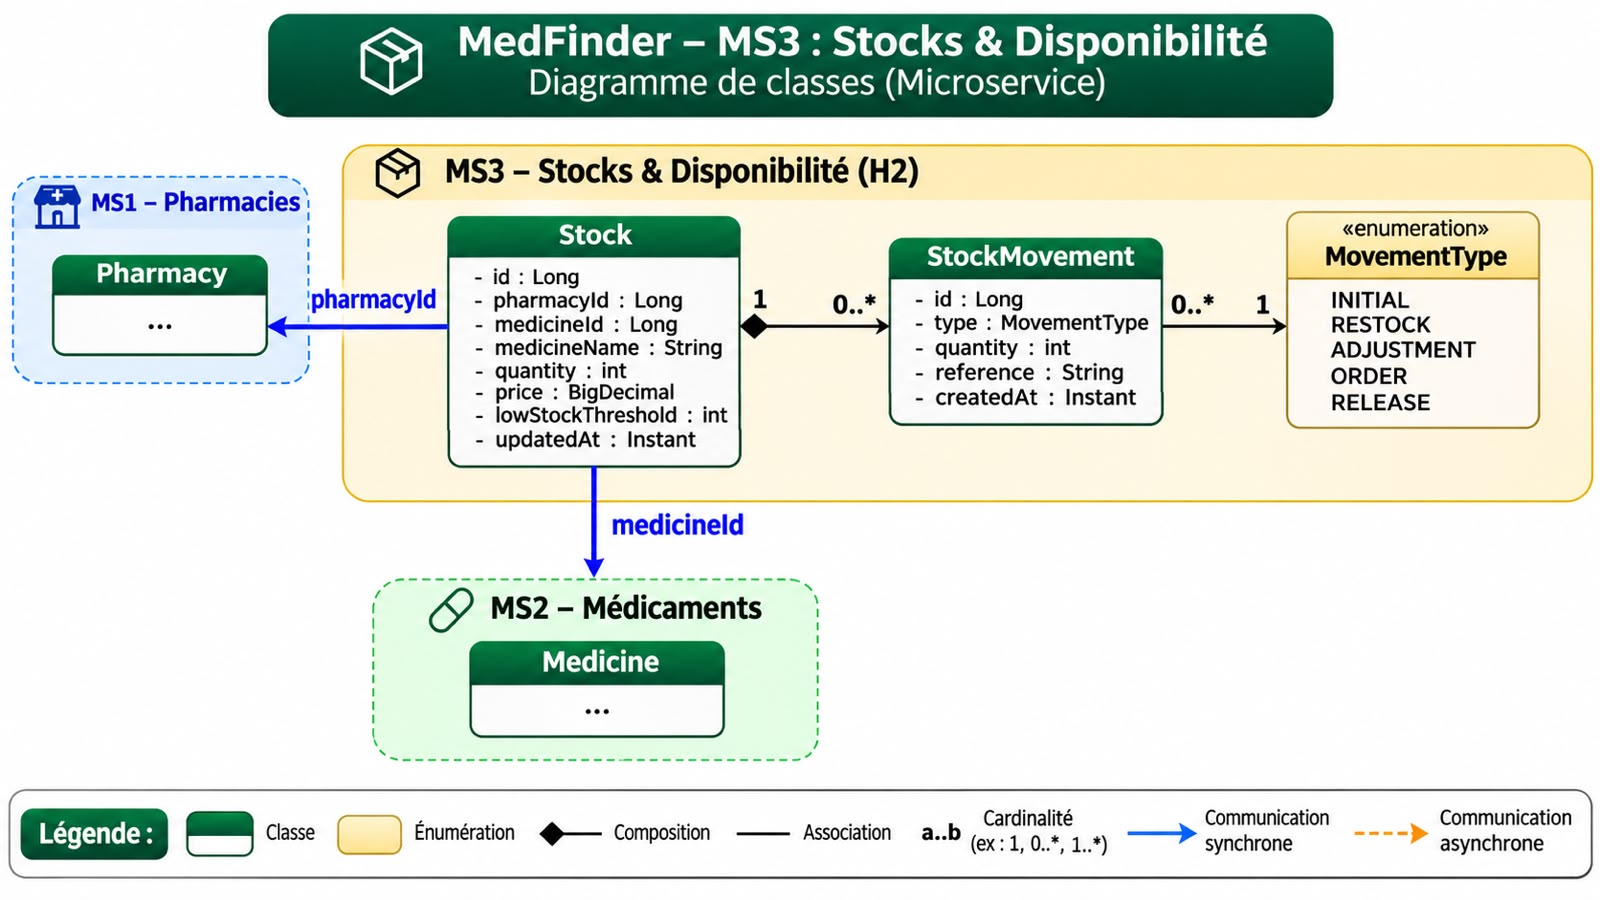 MedFinder – MS3 : Stocks & Disponibilité
Diagramme de classes (Microservice)
MS3 – Stocks & Disponibilité (H2)
MS1 – Pharmacies
Pharmacy
...
pharmacyId
Stock
- id : Long
- pharmacyId : Long
- medicineId : Long
- medicineName : String
- quantity : int
- price : BigDecimal
- lowStockThreshold : int
- updatedAt : Instant
1
0..*
StockMovement
- id : Long
- type : MovementType
- quantity : int
- reference : String
- createdAt : Instant
0..*
1
«enumeration»
MovementType
INITIAL
RESTOCK
ADJUSTMENT
ORDER
RELEASE
medicineId
MS2 – Médicaments
Medicine
...
Légende :
Classe
Énumération
Composition
Association
a..b
Cardinalité
(ex : 1, 0..*, 1..*)
Communication
synchrone
Communication
asynchrone